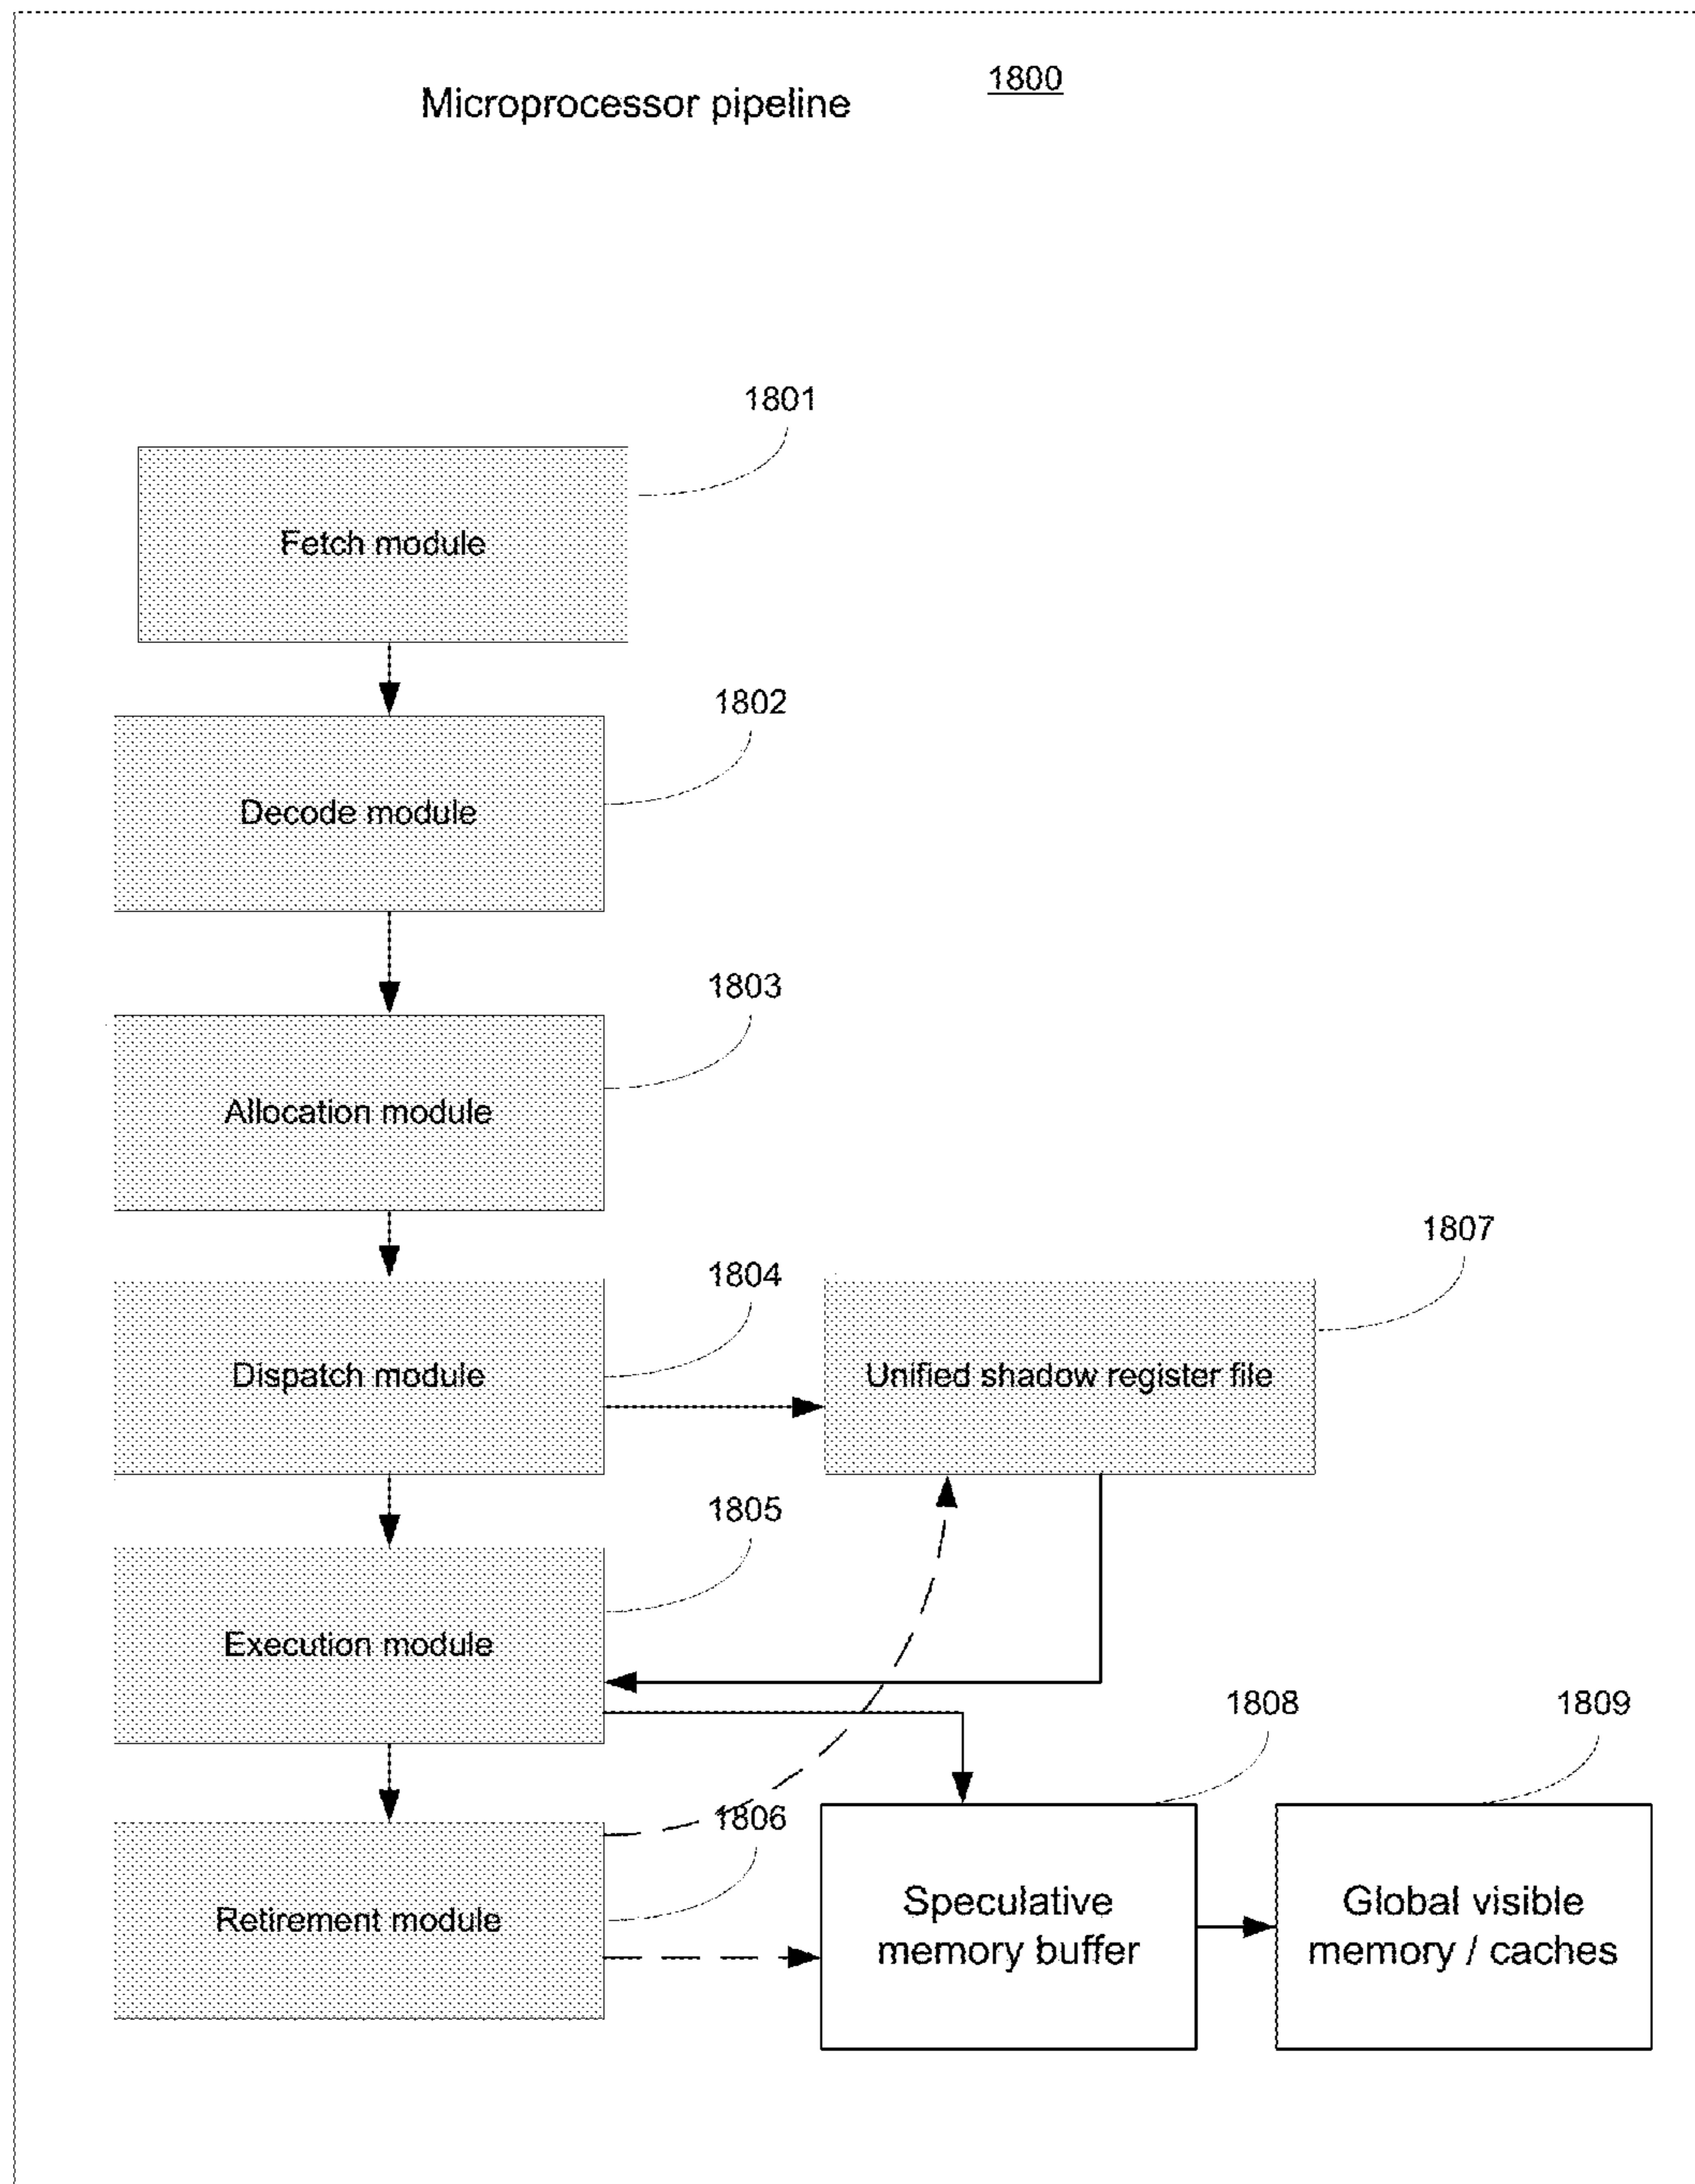 Microprocessor pipeline
1800
1801
Fetch module
1802
Decode module
1803
Allocation module
1807
1804
Dispatch module
Unified shadow register file
1805
Execution module
1808
1809
1806
Retirement module
Speculative
memory buffer
Global visible
memory / caches